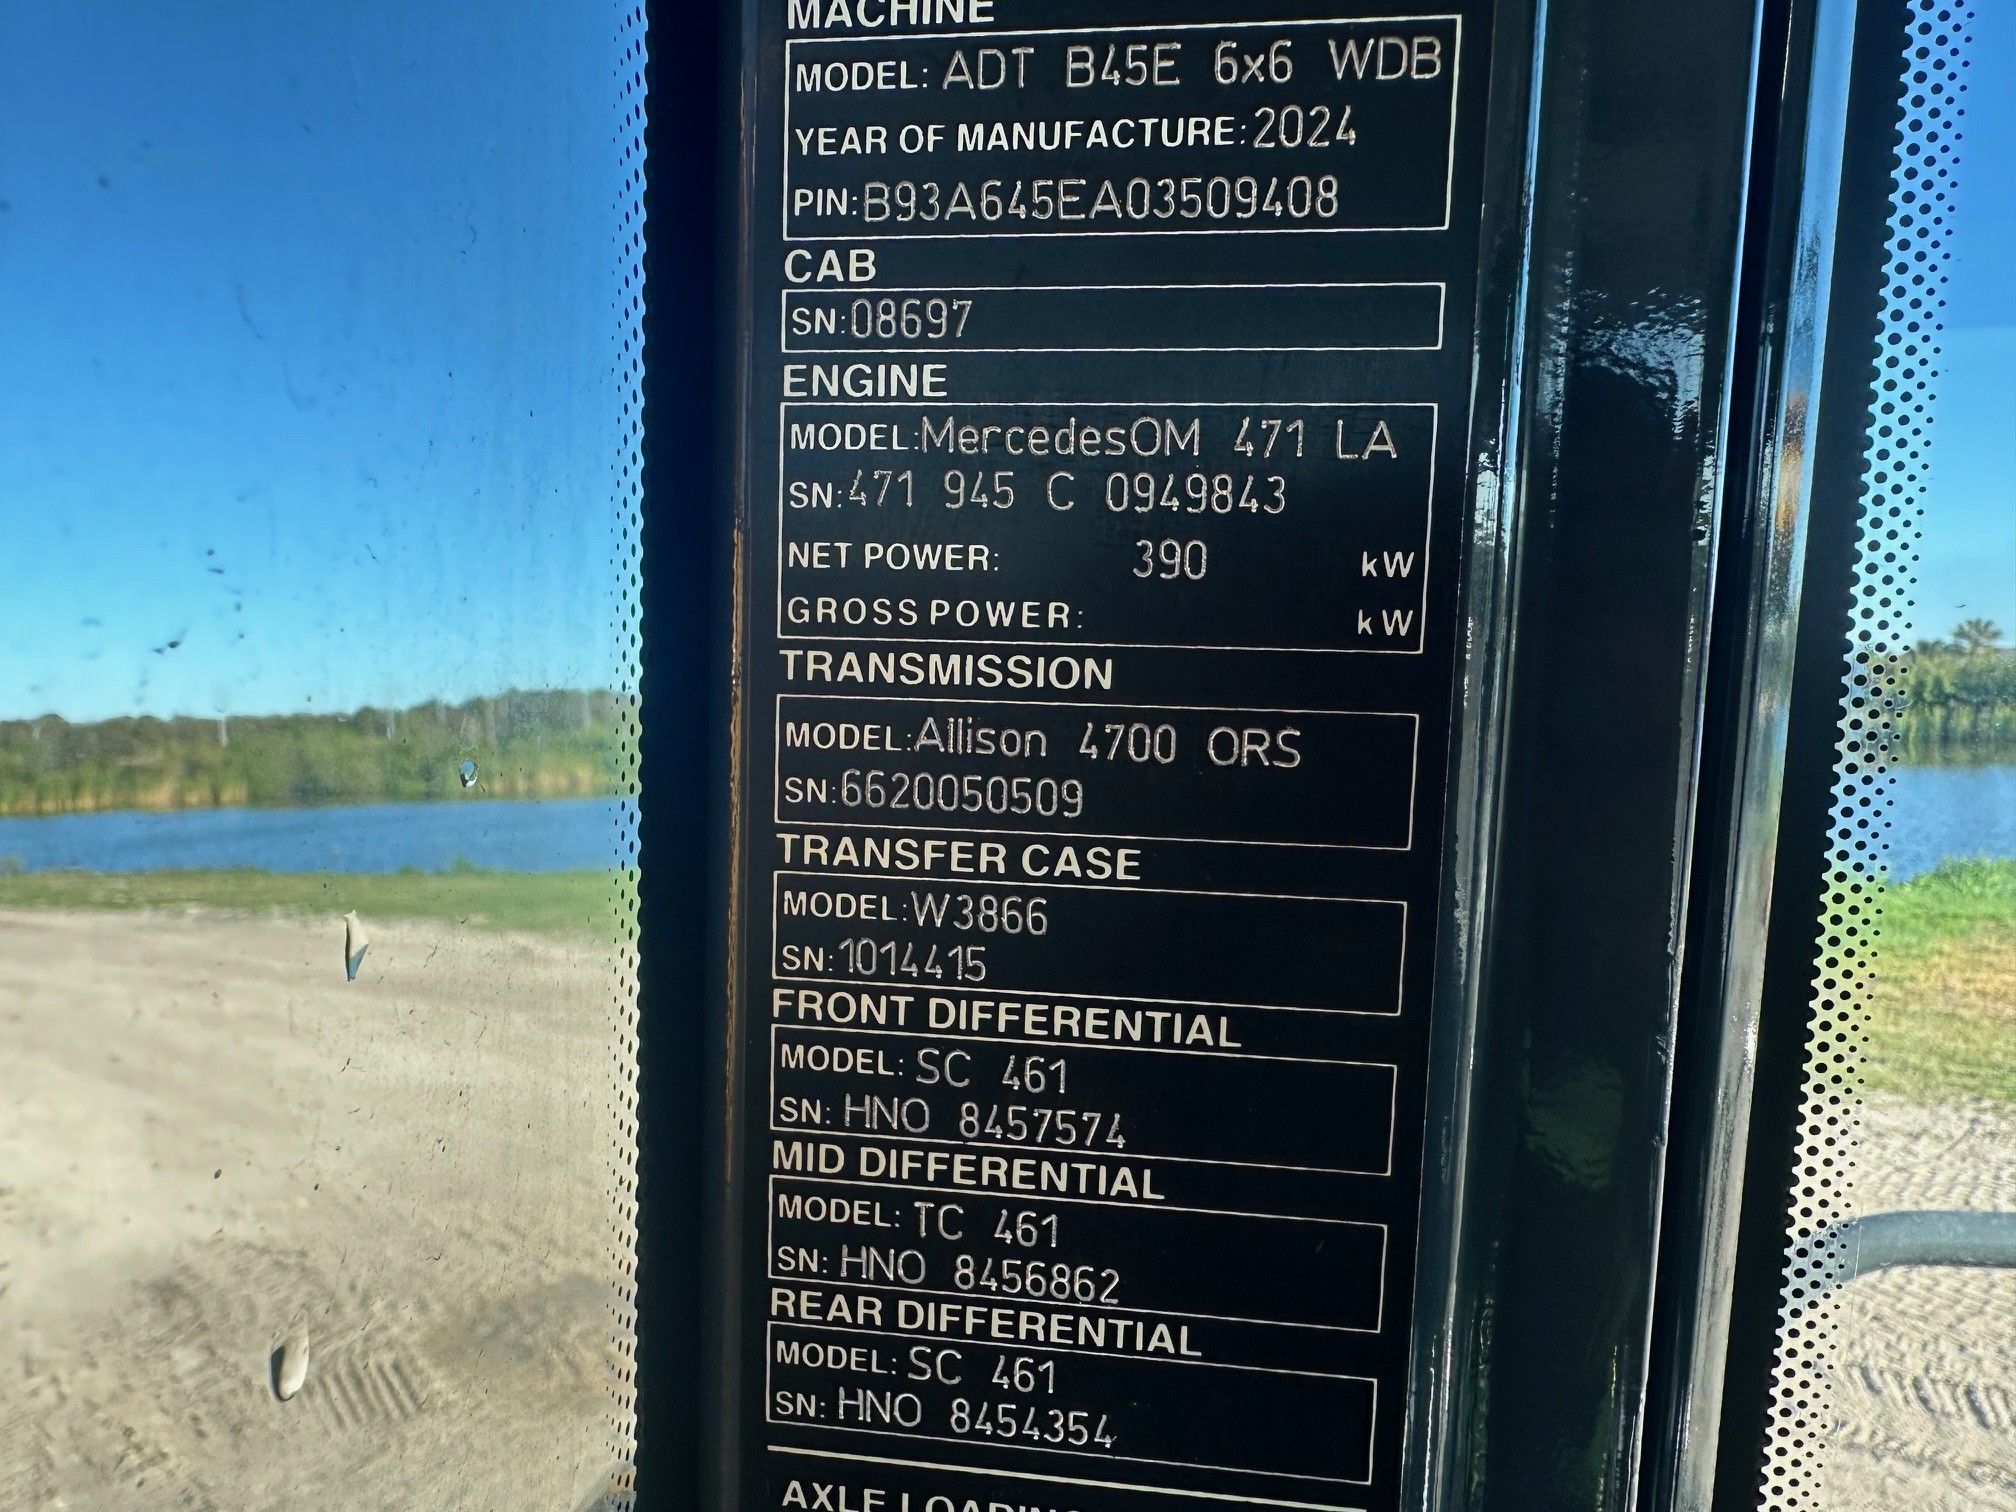 MACHINE
MODEL: ADT B45E 6x6 WDB
YEAR OF MANUFACTURE: 2024
PIN: B93A645EA03509408
CAB
SN: 08697
ENGINE
MODEL: MercedesOM 471 LA
SN: 471 945 C 0949843
NET POWER: 390 kW
GROSS POWER: kW
TRANSMISSION
MODEL: Allison 4700 ORS
SN: 6620050509
TRANSFER CASE
MODEL: W3866
SN: 1014415
FRONT DIFFERENTIAL
MODEL: SC 461
SN: HNO 8457574
MID DIFFERENTIAL
MODEL: TC 461
SN: HNO 8456862
REAR DIFFERENTIAL
MODEL: SC 461
SN: HNO 8454354
AXLE LOADING